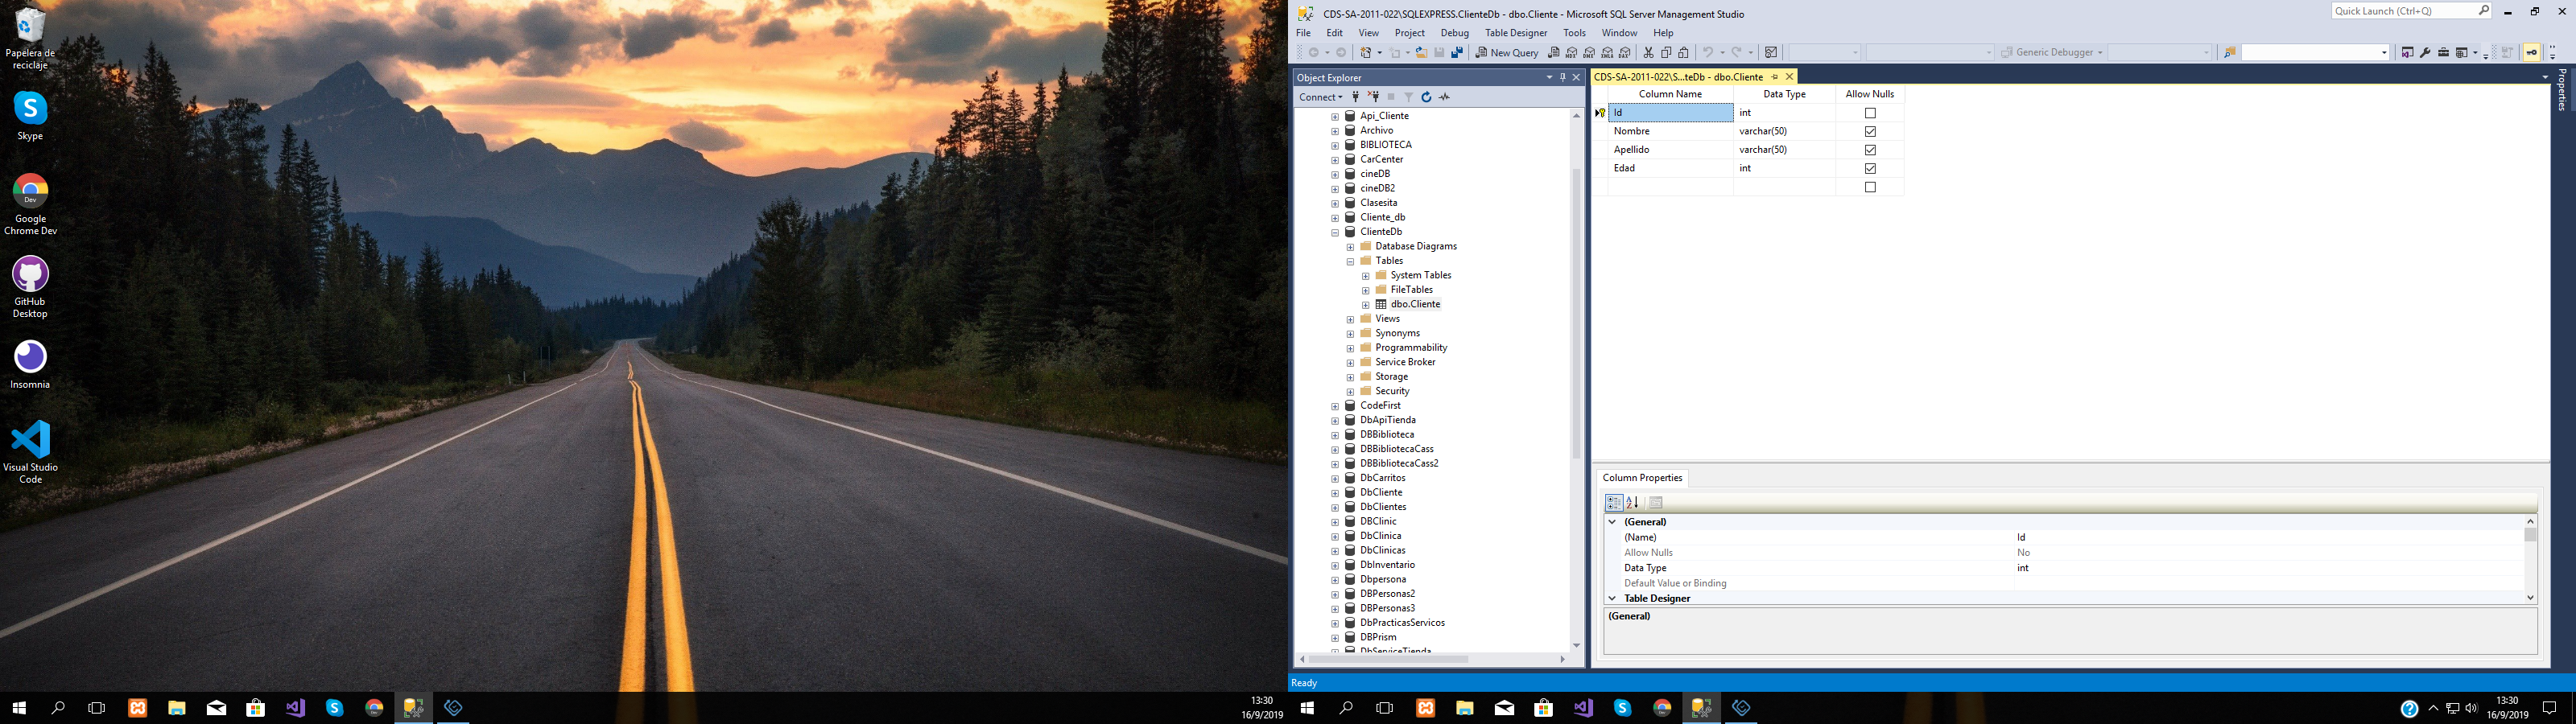 Papelera de
reciclaje
Skype
Dev
Google
Chrome Dev
GitHub
Desktop
Insomnia
Visual Studio
Code
13:30
16/9/2019
CDS-SA-2011-022\SQLEXPRESS.ClienteDb - dbo.Cliente - Microsoft SQL Server Management Studio
Quick Launch (Ctrl+Q)
File Edit View Project Debug Table Designer Tools Window Help
New Query
Generic Debugger
Object Explorer
Connect
Api_Cliente
Archivo
BIBLIOTECA
CarCenter
cineDB
cineDB2
Clasesita
Cliente_db
ClienteDb
Database Diagrams
Tables
System Tables
FileTables
dbo.Cliente
Views
Synonyms
Programmability
Service Broker
Storage
Security
CodeFirst
DbApiTienda
DBBiblioteca
DBBibliotecaCass
DBBibliotecaCass2
DbCarritos
DbCliente
DbClientes
DBClinic
DbClinica
DbClinicas
DbInventario
Dbpersona
DBPersonas2
DBPersonas3
DbPracticasServicos
DBPrism
DbServiceTienda
CDS-SA-2011-022\S...teDb - dbo.Cliente
Column Name Data Type Allow Nulls
Id int
Nombre varchar(50)
Apellido varchar(50)
Edad int
Column Properties
(General)
(Name) Id
Allow Nulls No
Data Type int
Default Value or Binding
Table Designer
(General)
Properties
Ready
13:30
16/9/2019